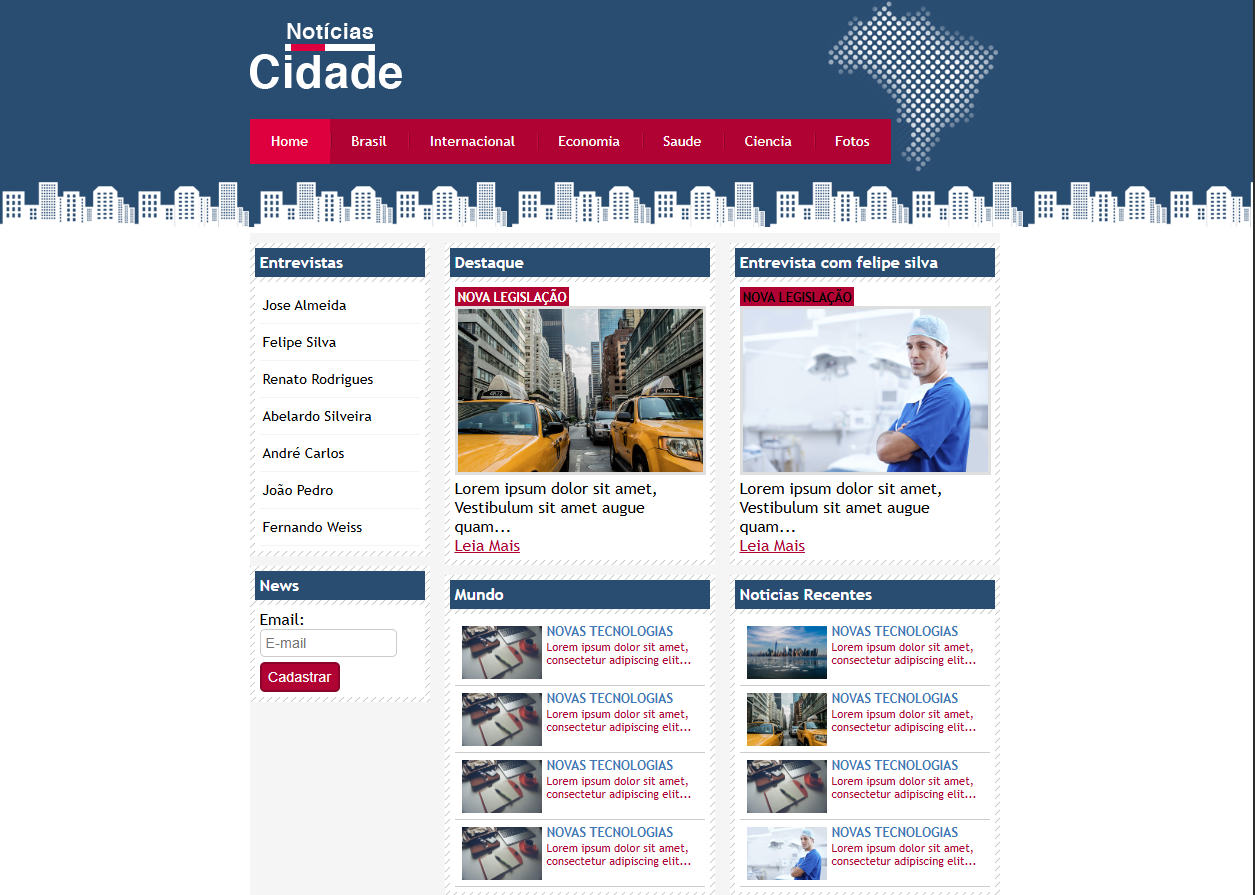 Notícias
Cidade
Home Brasil Internacional Economia Saude Ciencia Fotos
Entrevistas
Jose Almeida
Felipe Silva
Renato Rodrigues
Abelardo Silveira
André Carlos
João Pedro
Fernando Weiss
News
Email:
E-mail
Cadastrar
Destaque
NOVA LEGISLAÇÃO
Lorem ipsum dolor sit amet,
Vestibulum sit amet augue
quam...
Leia Mais
Entrevista com felipe silva
NOVA LEGISLAÇÃO
Lorem ipsum dolor sit amet,
Vestibulum sit amet augue
quam...
Leia Mais
Mundo
NOVAS TECNOLOGIAS
Lorem ipsum dolor sit amet,
consectetur adipiscing elit...
NOVAS TECNOLOGIAS
Lorem ipsum dolor sit amet,
consectetur adipiscing elit...
NOVAS TECNOLOGIAS
Lorem ipsum dolor sit amet,
consectetur adipiscing elit...
NOVAS TECNOLOGIAS
Lorem ipsum dolor sit amet,
consectetur adipiscing elit...
Noticias Recentes
NOVAS TECNOLOGIAS
Lorem ipsum dolor sit amet,
consectetur adipiscing elit...
NOVAS TECNOLOGIAS
Lorem ipsum dolor sit amet,
consectetur adipiscing elit...
NOVAS TECNOLOGIAS
Lorem ipsum dolor sit amet,
consectetur adipiscing elit...
NOVAS TECNOLOGIAS
Lorem ipsum dolor sit amet,
consectetur adipiscing elit...